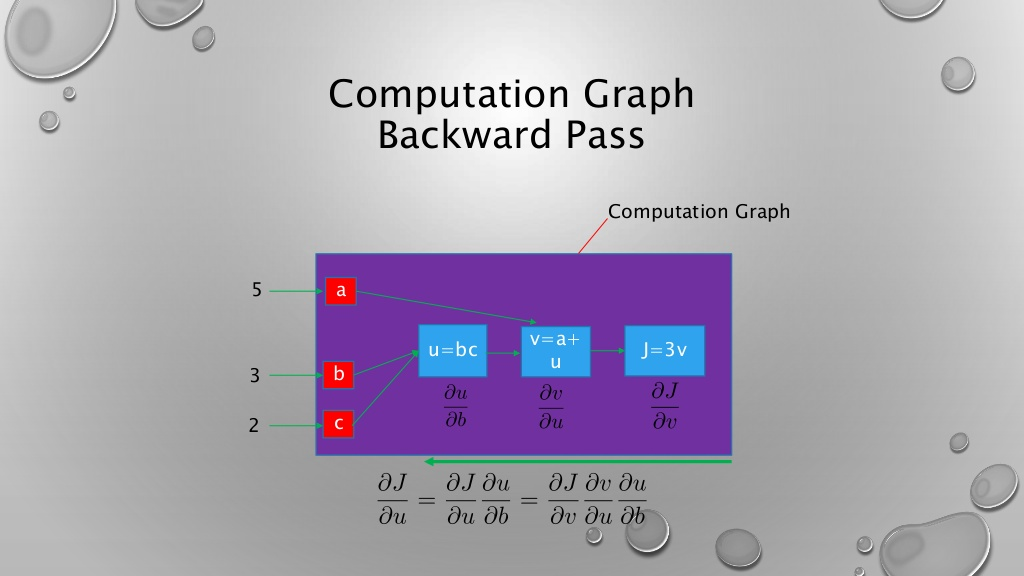 Computation Graph
Backward Pass
Computation Graph
5
a
u=bc
v=a+
u
J=3v
3
b
2
c
∂u/∂b
∂v/∂u
∂J/∂v
∂J/∂u = ∂J/∂u ∂u/∂b = ∂J/∂v ∂v/∂u ∂u/∂b